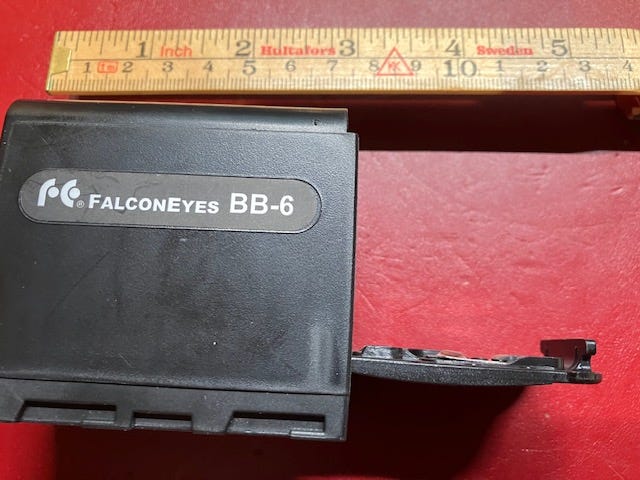 1 Inch 2 Hultafors 3 4 Sweden 5
1 2 3 4 5 6 7 8 9 10 1 2 3 4
FC® FALCONEYES BB-6